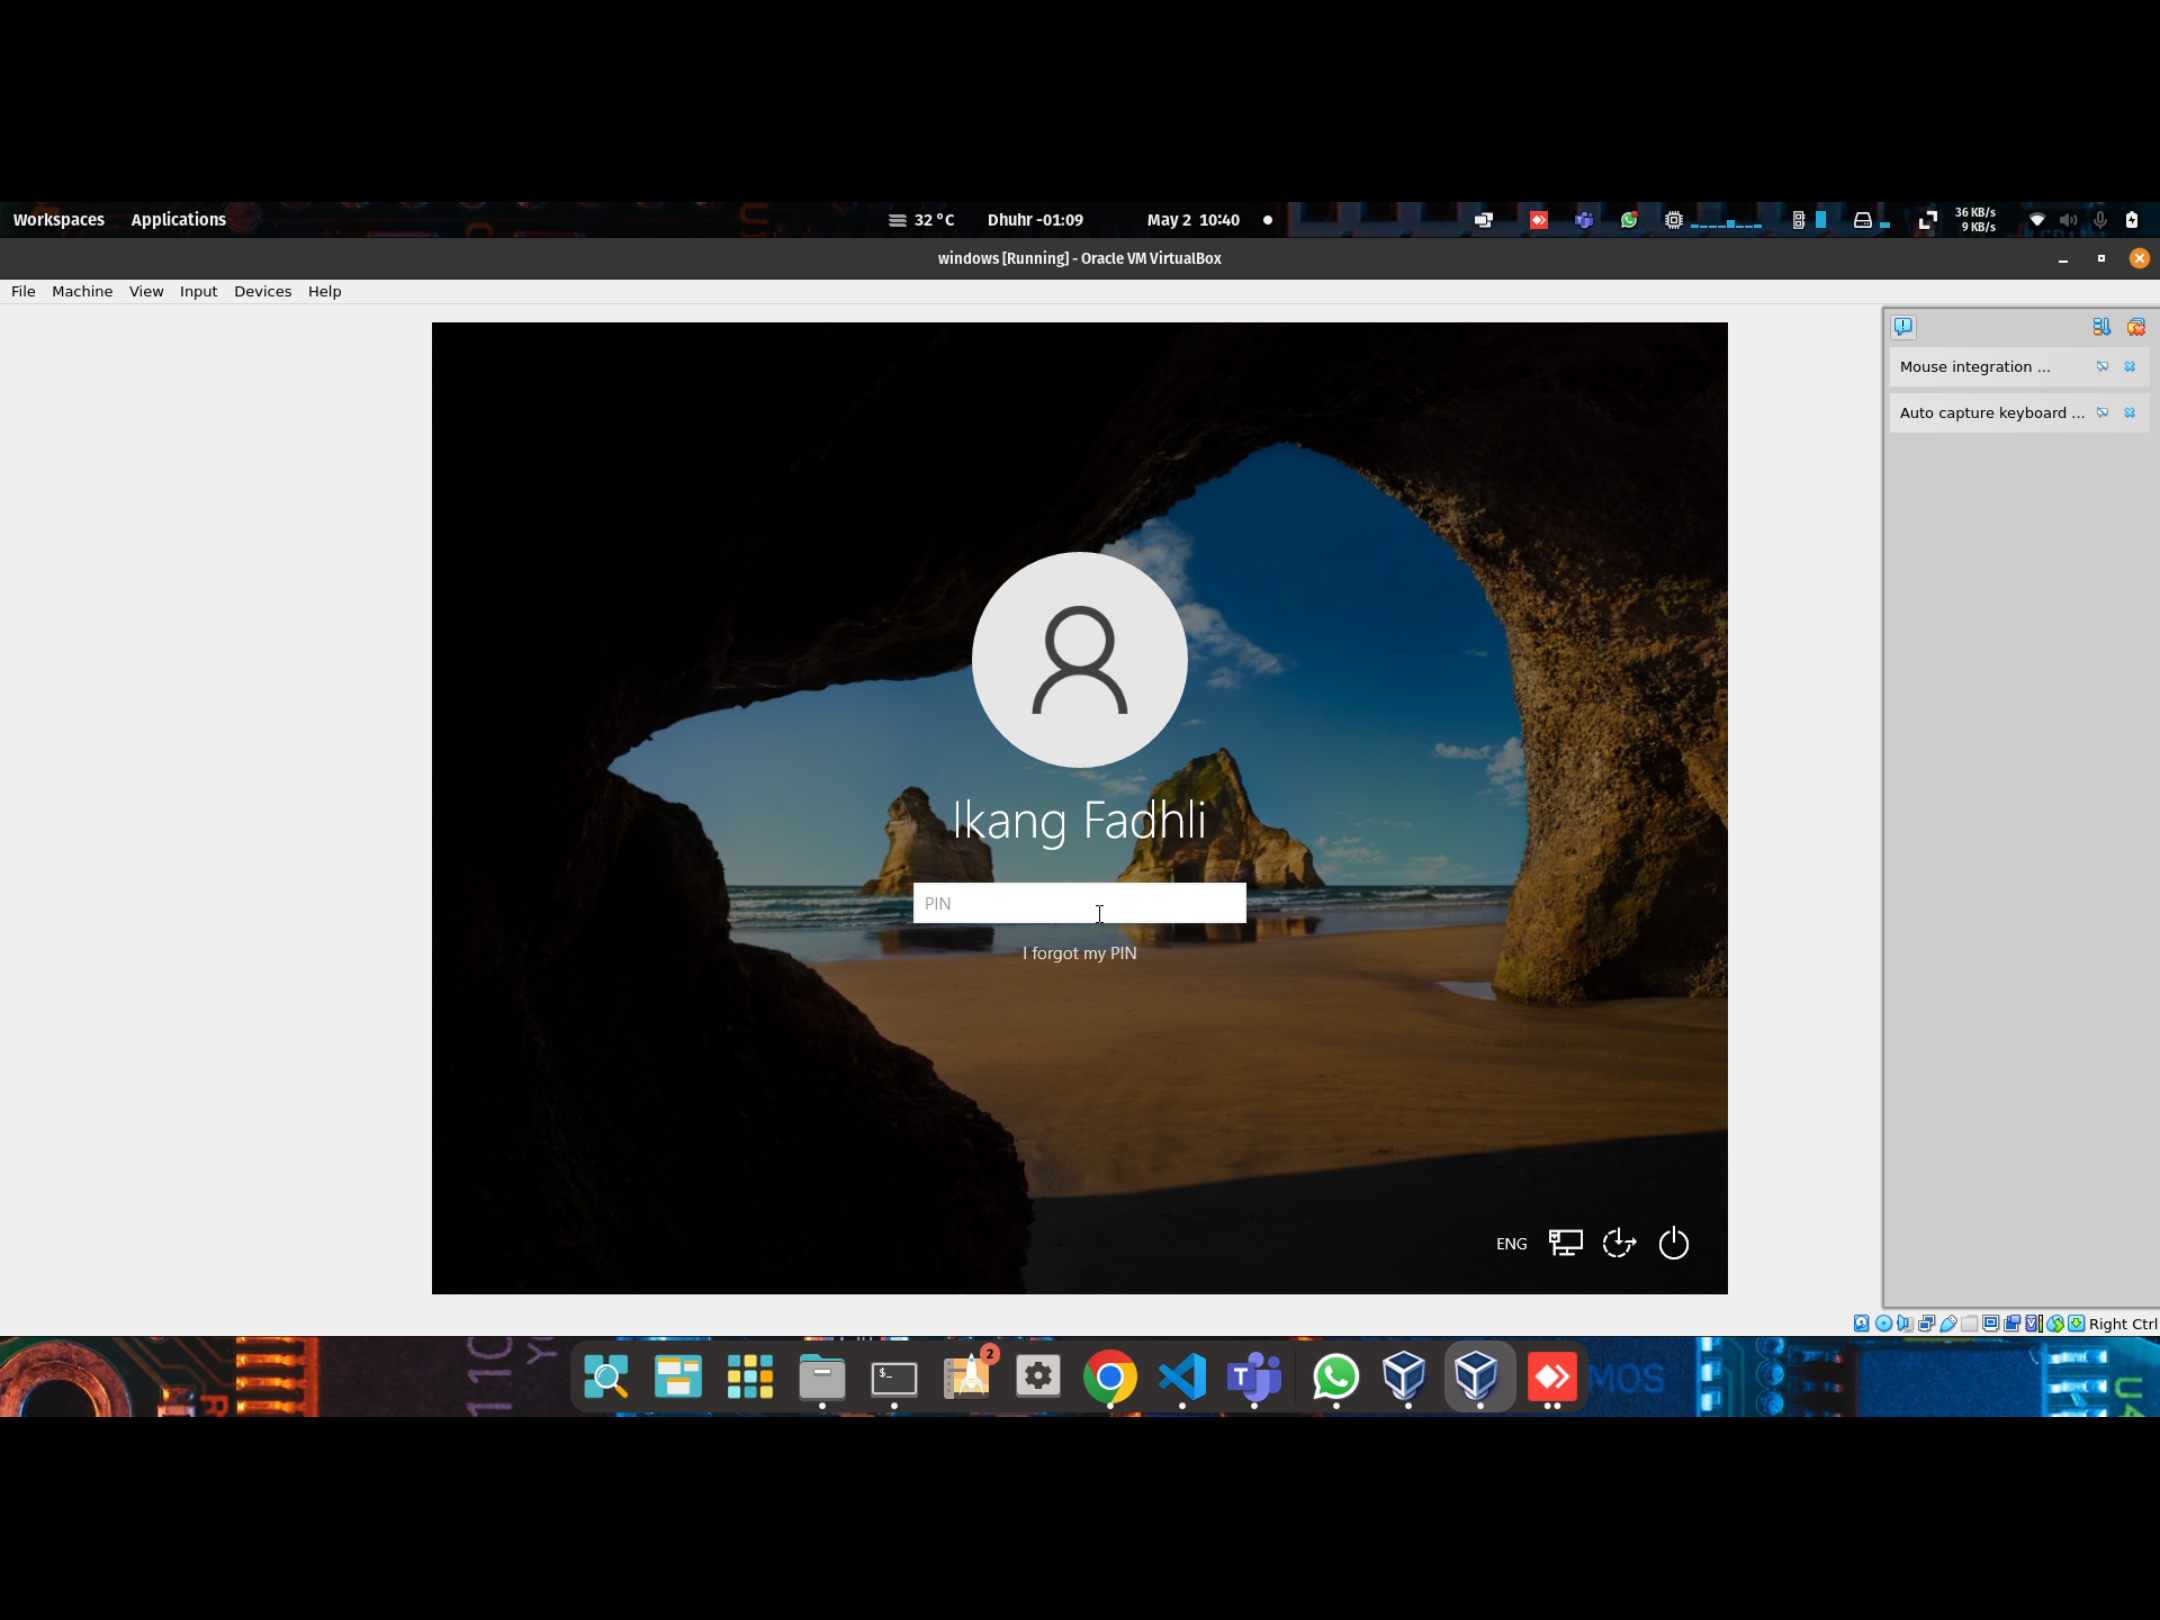 Workspaces Applications 32 °C Dhuhr -01:09 May 2 10:40 36 KB/s
9 KB/s
windows [Running] - Oracle VM VirtualBox
File Machine View Input Devices Help
Mouse integration ...
Auto capture keyboard ...
Ikang Fadhli
PIN
I forgot my PIN
ENG
Right Ctrl
2
$_
T
MOS